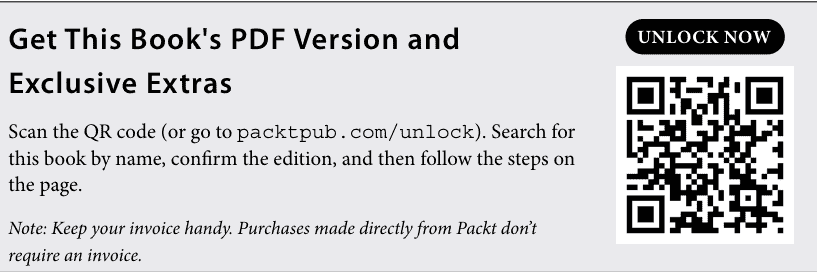 Get This Book's PDF Version and
Exclusive Extras
UNLOCK NOW
Scan the QR code (or go to packtpub.com/unlock). Search for
this book by name, confirm the edition, and then follow the steps on
the page.
Note: Keep your invoice handy. Purchases made directly from Packt don’t
require an invoice.